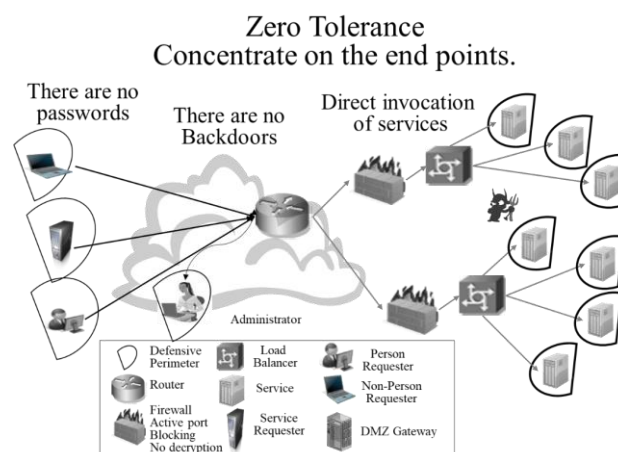 Zero Tolerance
Concentrate on the end points.
There are no
passwords
There are no
Backdoors
Direct invocation
of services
Administrator
Defensive
Perimeter
Load
Balancer
Person
Requester
Router
Service
Non-Person
Requester
Firewall
Active port
Blocking
No decryption
Service
Requester
DMZ Gateway